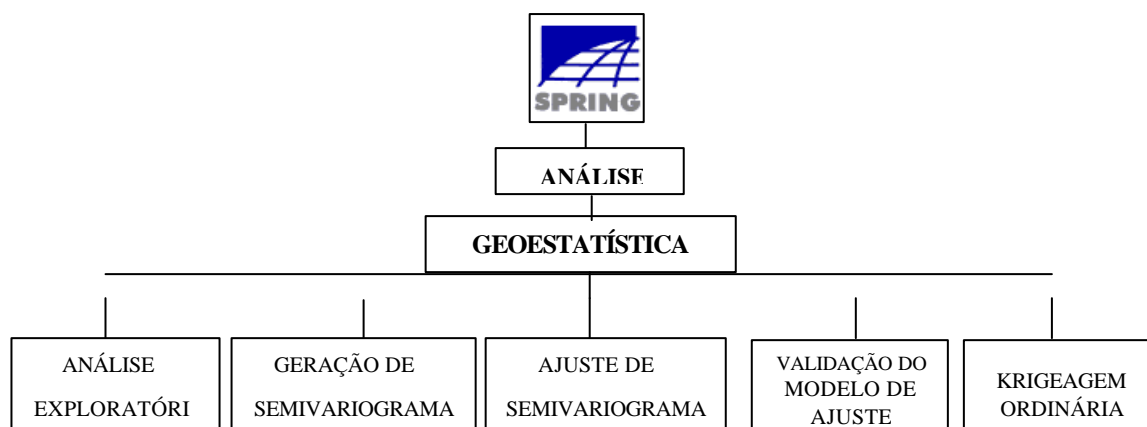 SPRING
ANÁLISE
GEOESTATÍSTICA
ANÁLISE
EXPLORATÓRI
GERAÇÃO DE
SEMIVARIOGRAMA
AJUSTE DE
SEMIVARIOGRAMA
VALIDAÇÃO DO
MODELO DE
AJUSTE
KRIGEAGEM
ORDINÁRIA